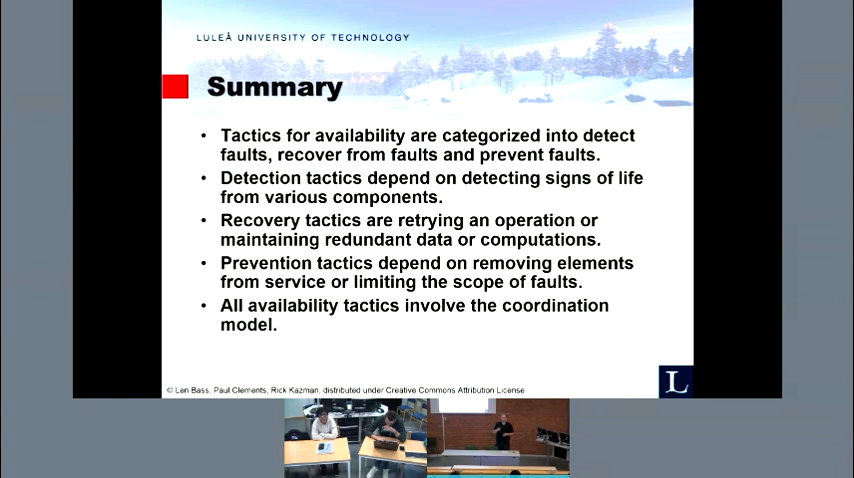 LULEÅ UNIVERSITY OF TECHNOLOGY
Summary
• Tactics for availability are categorized into detect
faults, recover from faults and prevent faults.
• Detection tactics depend on detecting signs of life
from various components.
• Recovery tactics are retrying an operation or
maintaining redundant data or computations.
• Prevention tactics depend on removing elements
from service or limiting the scope of faults.
• All availability tactics involve the coordination
model.
© Len Bass, Paul Clements, Rick Kazman, distributed under Creative Commons Attribution License
L